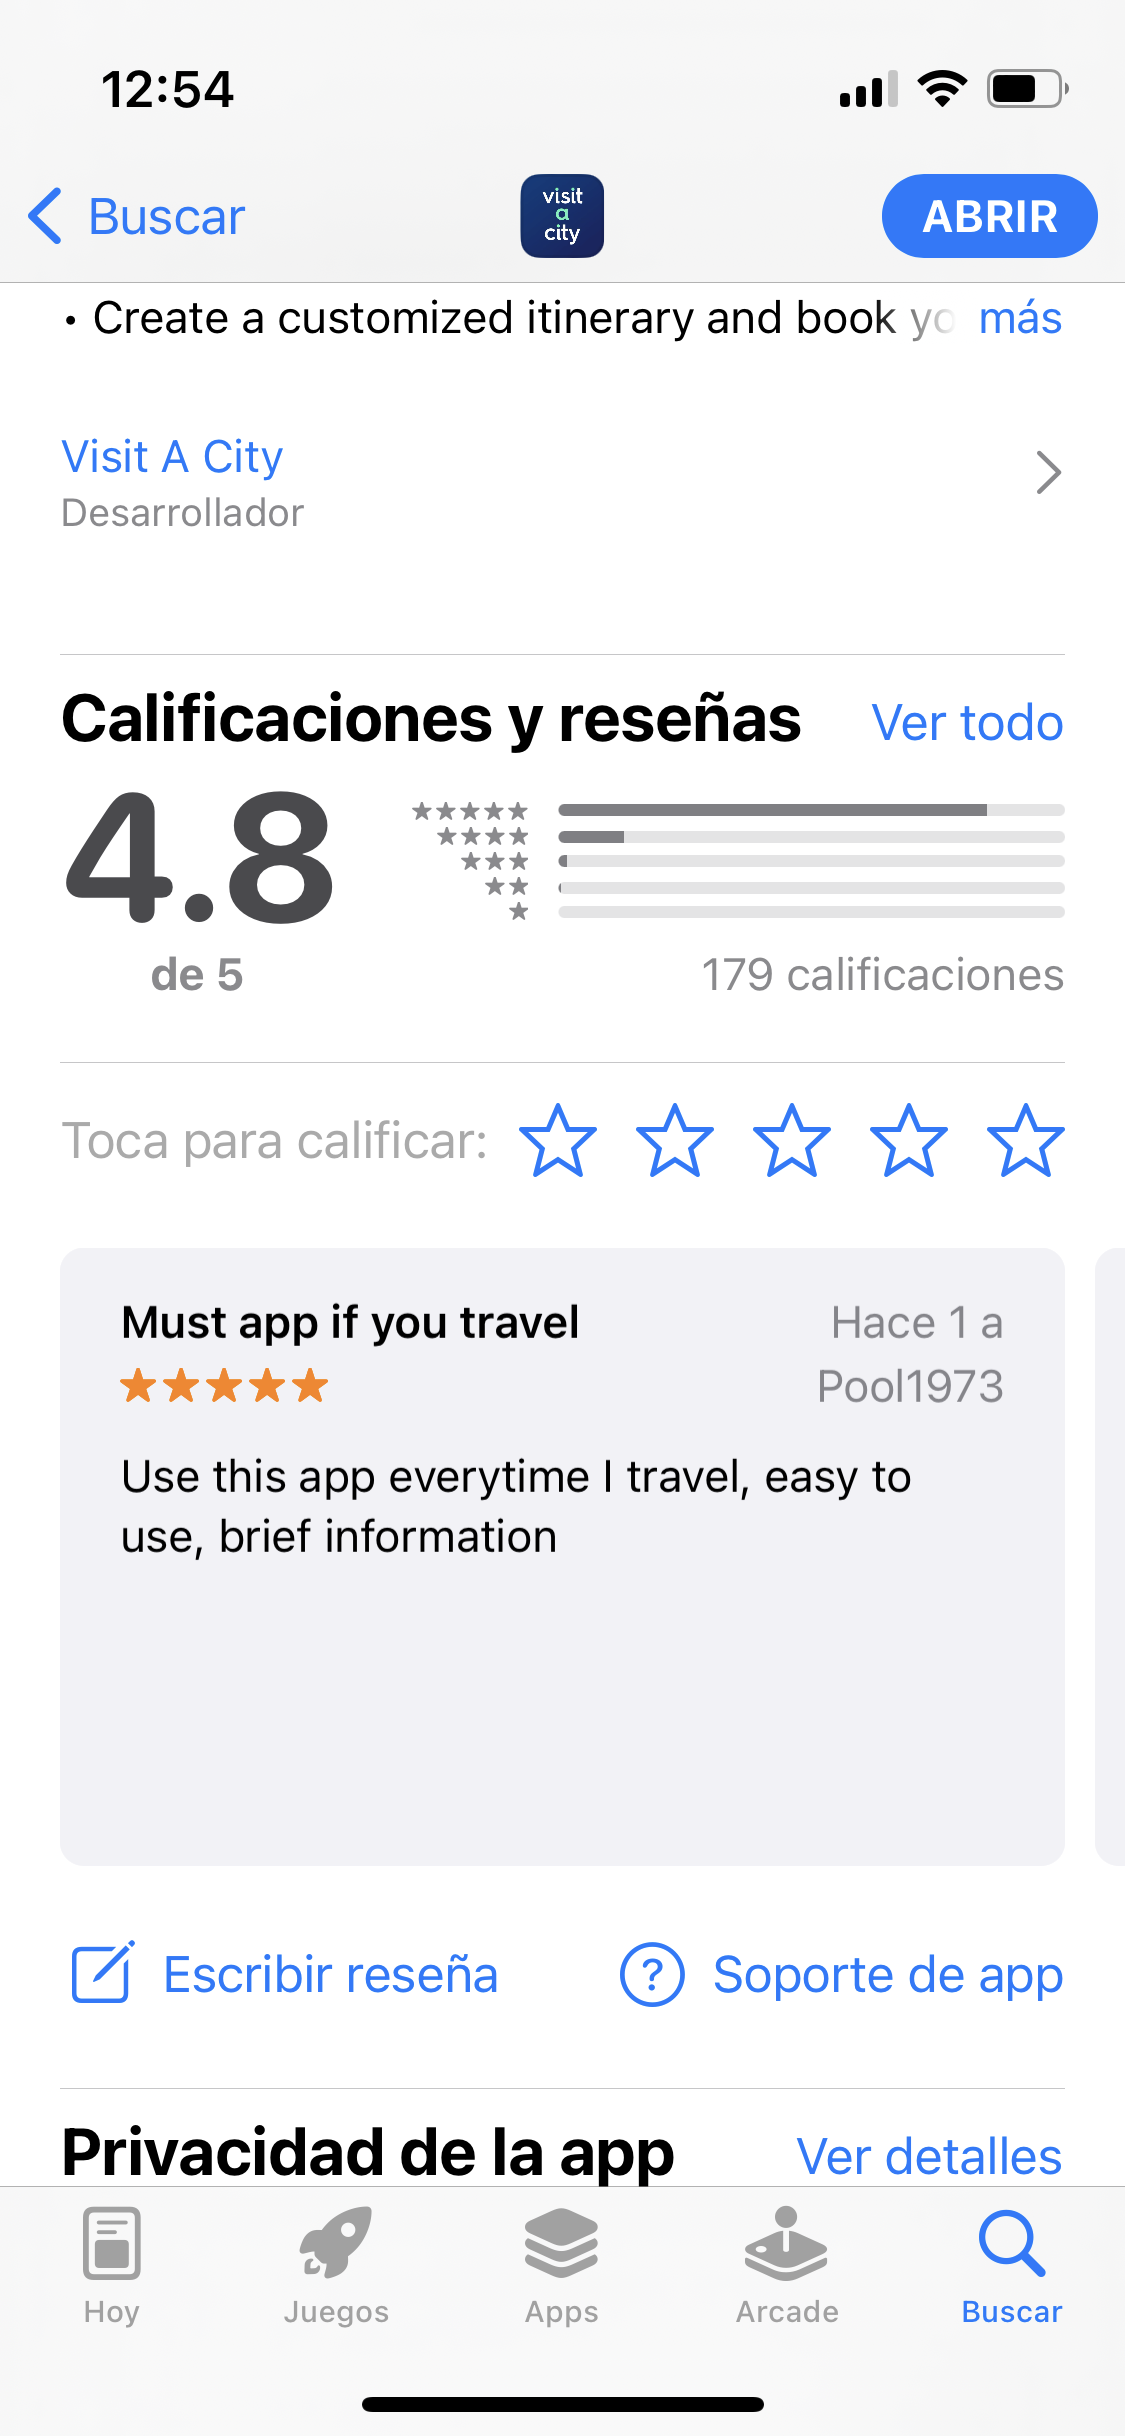 12:54
Buscar
visit
a
city
ABRIR
• Create a customized itinerary and book yo más
Visit A City
Desarrollador
Calificaciones y reseñas Ver todo
4.8
de 5
179 calificaciones
Toca para calificar:
Must app if you travel Hace 1 a
Pool1973
Use this app everytime I travel, easy to
use, brief information
Escribir reseña ? Soporte de app
Privacidad de la app Ver detalles
Hoy Juegos Apps Arcade Buscar